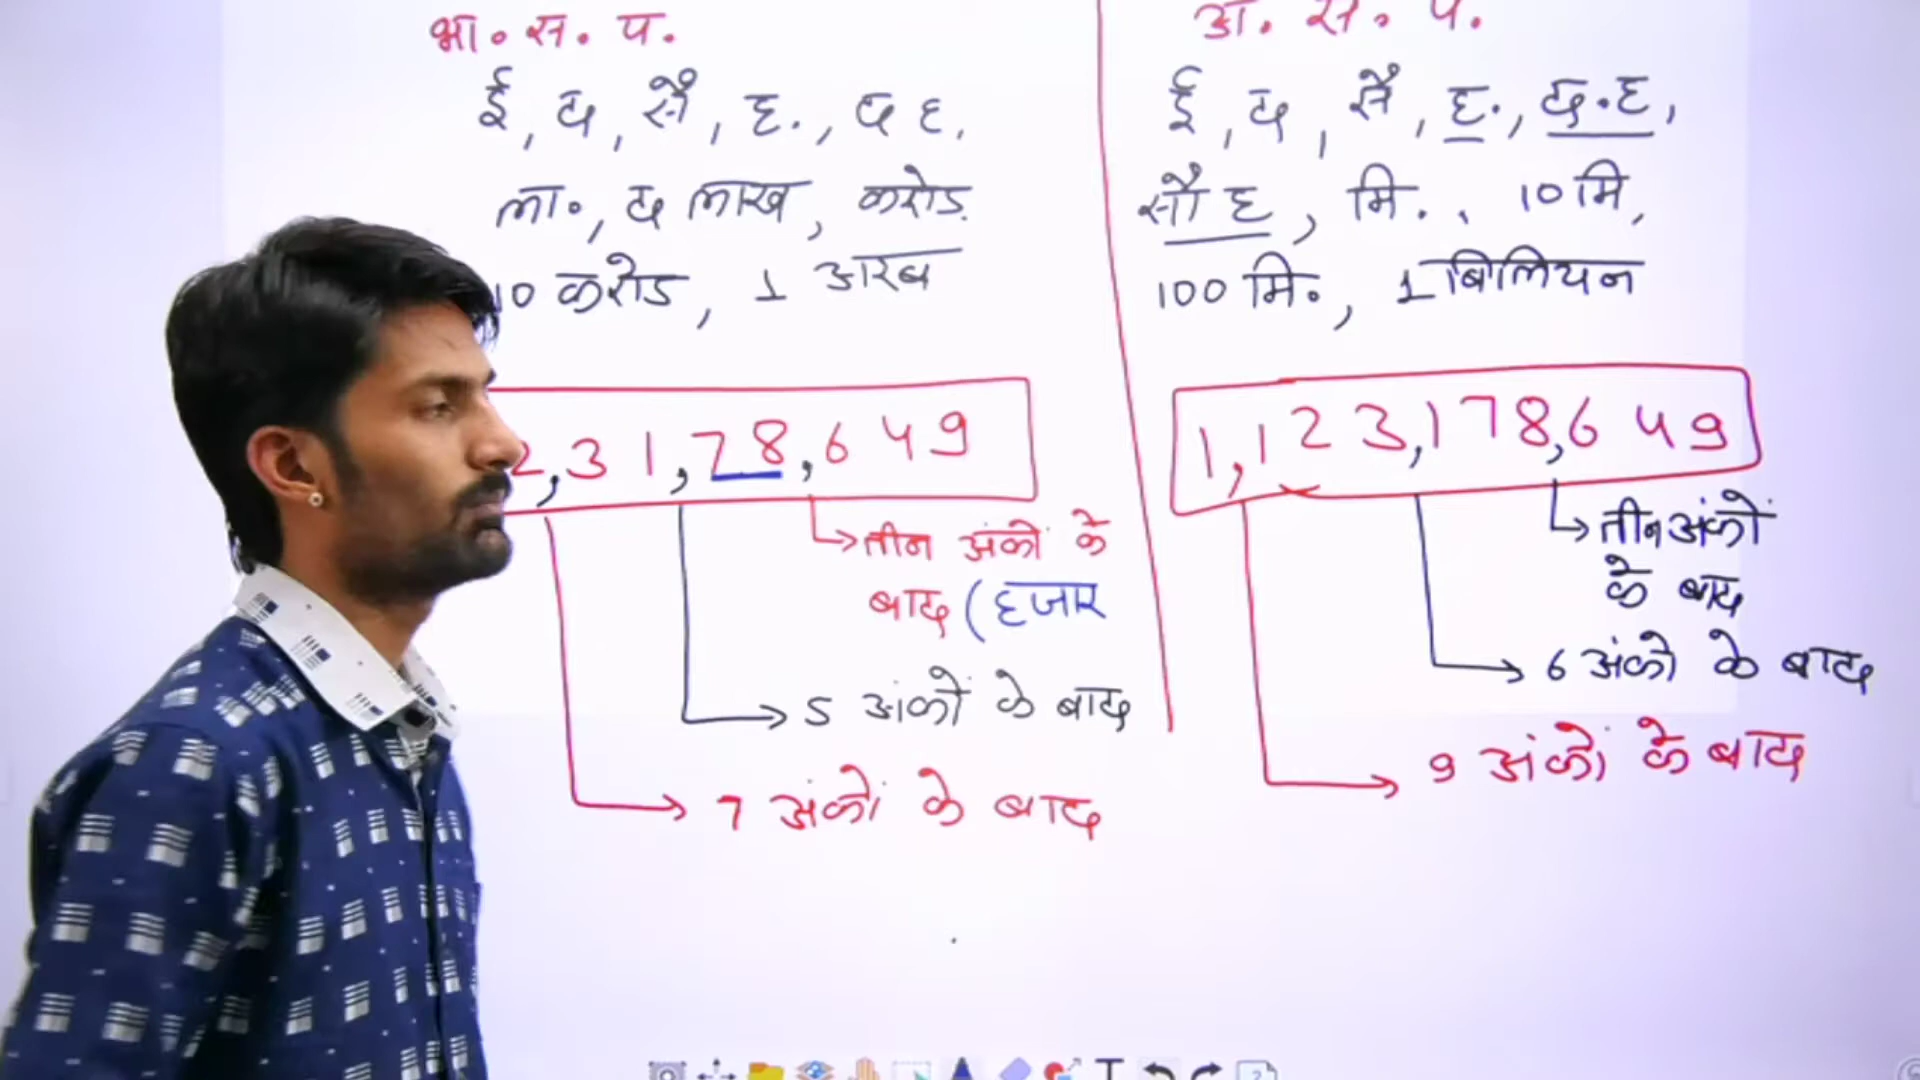 भा. स. प.
ई, द, सै, ह., द ह,
ला., द लाख, करोड,
10 करोड, 1 अरब
2,31,78,649
तीन अंको के
बाद (हजार
5 अंकों के बाद
7 अंकों के बाद
अ. स. प.
ई, द, सै, ह., द.ह,
सौ ह, मि., 10 मि,
100 मि., 1 बिलियन
1,123,178,649
तीन अंकों
के बाद
6 अंको के बाद
9 अंकों के बाद